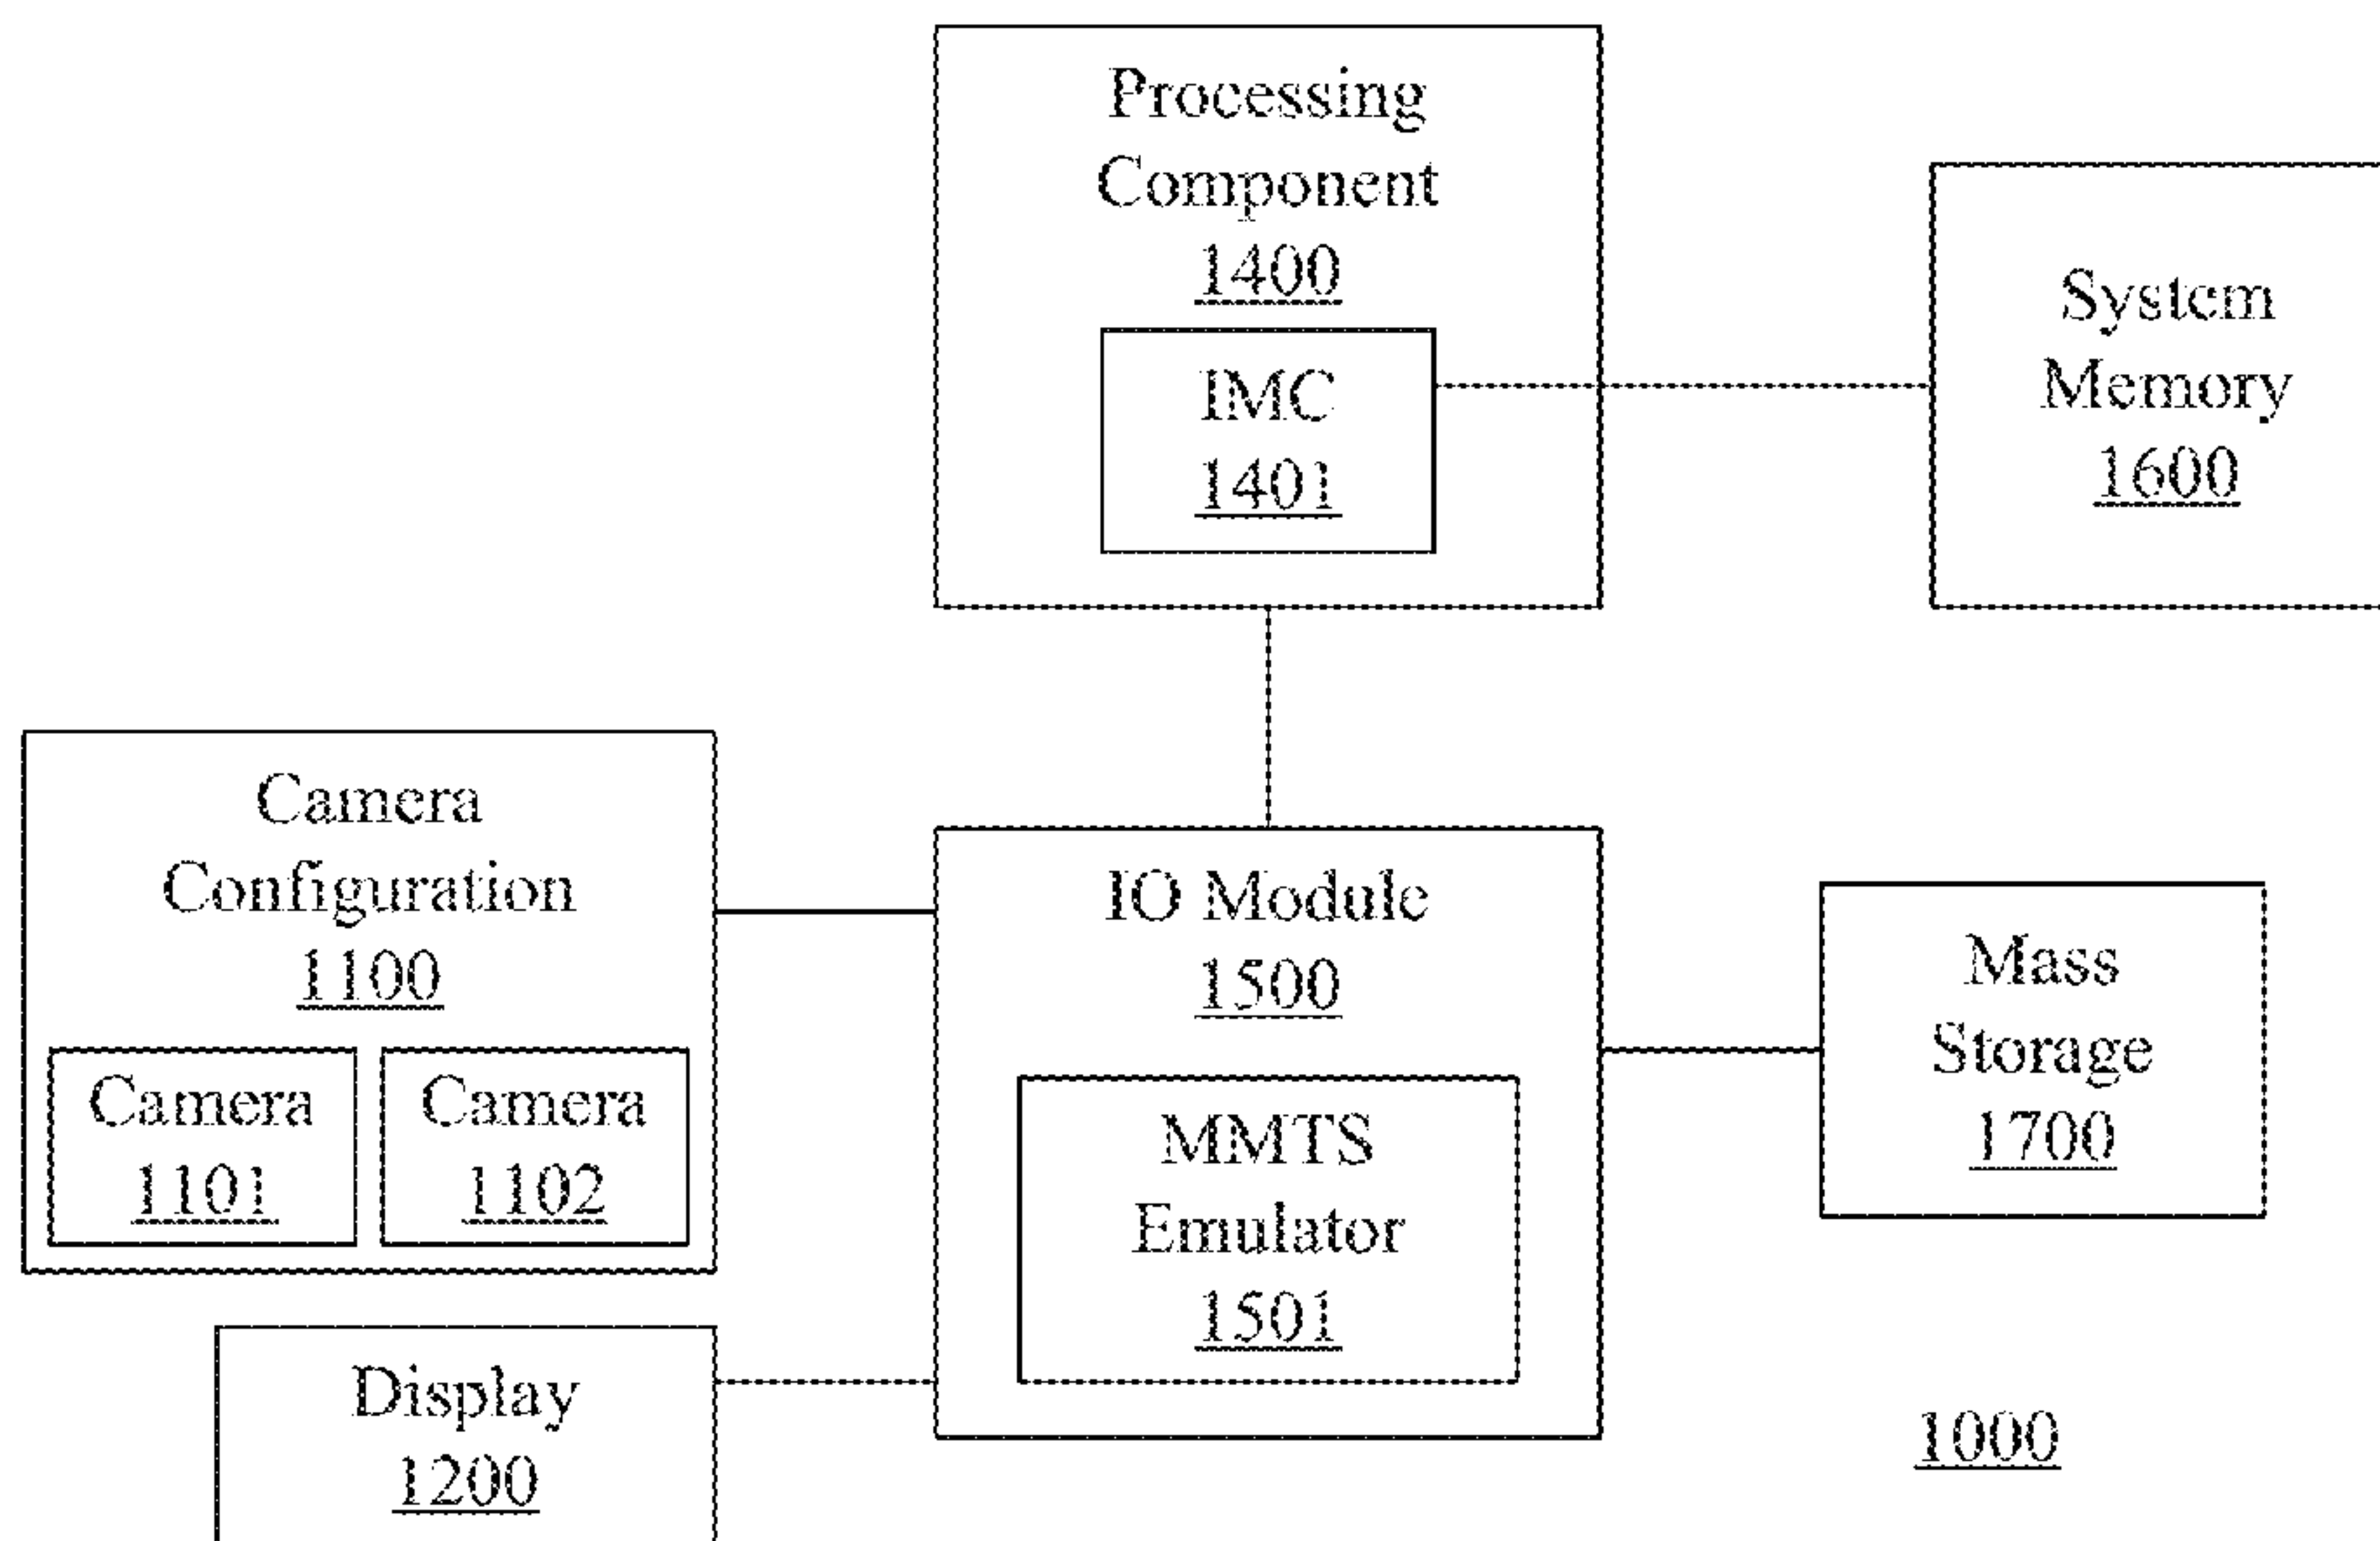 Processing
Component
1400
IMC
1401
System
Memory
1600
Camera
Configuration
1100
Camera
1101
Camera
1102
IO Module
1500
MMTS
Emulator
1501
Mass
Storage
1700
Display
1200
1000